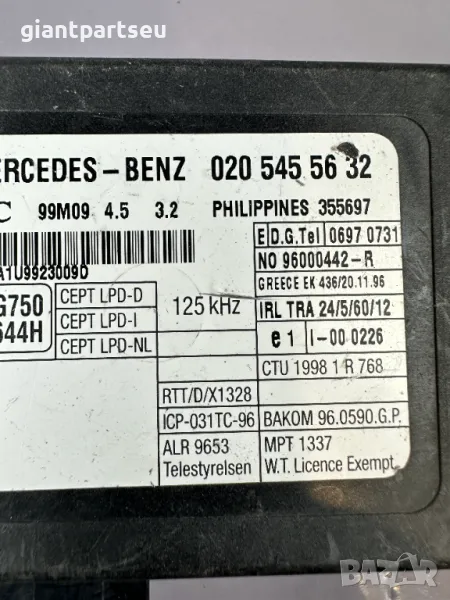 giantpartseu
MERCEDES-BENZ 020 545 56 32
C 99M09 4.5 3.2 PHILIPPINES 355697
A1U99230090
G750
644H
CEPT LPD-D
CEPT LPD-I
CEPT LPD-NL
125 kHz
E D.G.Tel 0697 0731
NO 96000442-R
GREECE EK 436/20.11.96
IRL TRA 24/5/60/12
e 1 I-00 0226
CTU 1998 1 R 768
RTT/D/X1328
ICP-031TC-96 BAKOM 96.0590.G.P.
ALR 9653
Telestyrelsen
MPT 1337
W.T. Licence Exempt.
BAZAR